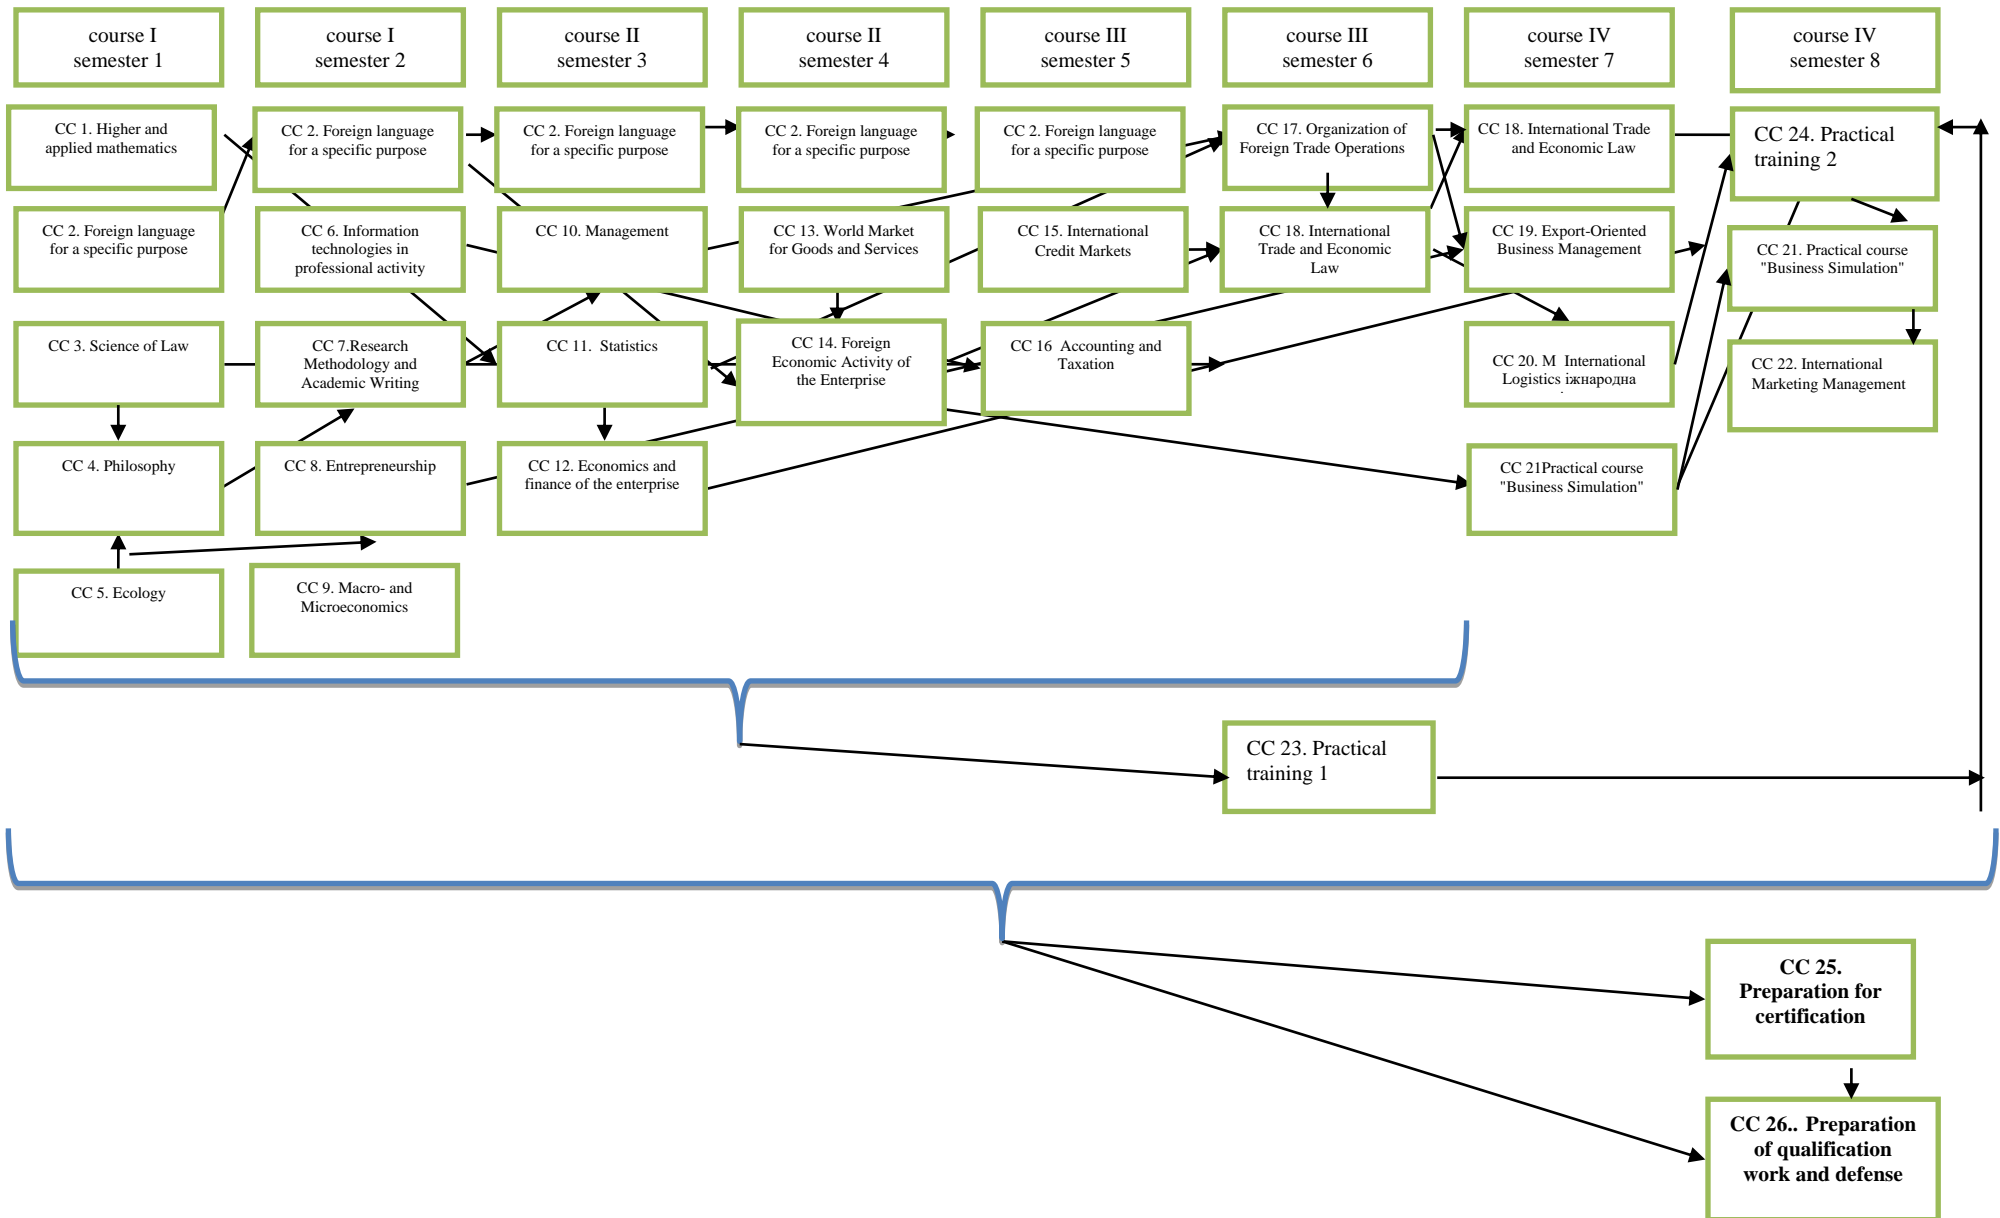 course I
semester 1
course I
semester 2
course II
semester 3
course II
semester 4
course III
semester 5
course III
semester 6
course IV
semester 7
course IV
semester 8
CC 1. Higher and
applied mathematics
CC 2. Foreign language
for a specific purpose
CC 2. Foreign language
for a specific purpose
CC 2. Foreign language
for a specific purpose
CC 2. Foreign language
for a specific purpose
CC 17. Organization of
Foreign Trade Operations
CC 18. International Trade
and Economic Law
CC 24. Practical
training 2
CC 2. Foreign language
for a specific purpose
CC 6. Information
technologies in
professional activity
CC 10. Management
CC 13. World Market
for Goods and Services
CC 15. International
Credit Markets
CC 18. International
Trade and Economic
Law
CC 19. Export-Oriented
Business Management
CC 21. Practical course
"Business Simulation"
CC 3. Science of Law
CC 7.Research
Methodology and
Academic Writing
CC 11. Statistics
CC 14. Foreign
Economic Activity of
the Enterprise
CC 16 Accounting and
Taxation
CC 20. М International
Logistics іжнародна
CC 22. International
Marketing Management
CC 4. Philosophy
CC 8. Entrepreneurship
CC 12. Economics and
finance of the enterprise
CC 21Practical course
"Business Simulation"
CC 5. Ecology
CC 9. Macro- and
Microeconomics
CC 23. Practical
training 1
CC 25.
Preparation for
certification
CC 26.. Preparation
of qualification
work and defense